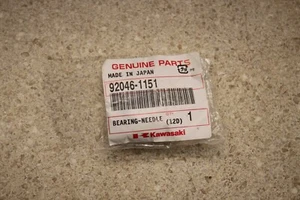 GENUINE PARTS
MADE IN JAPAN
92046-1151
BEARING-NEEDLE (12D) 1
Kawasaki